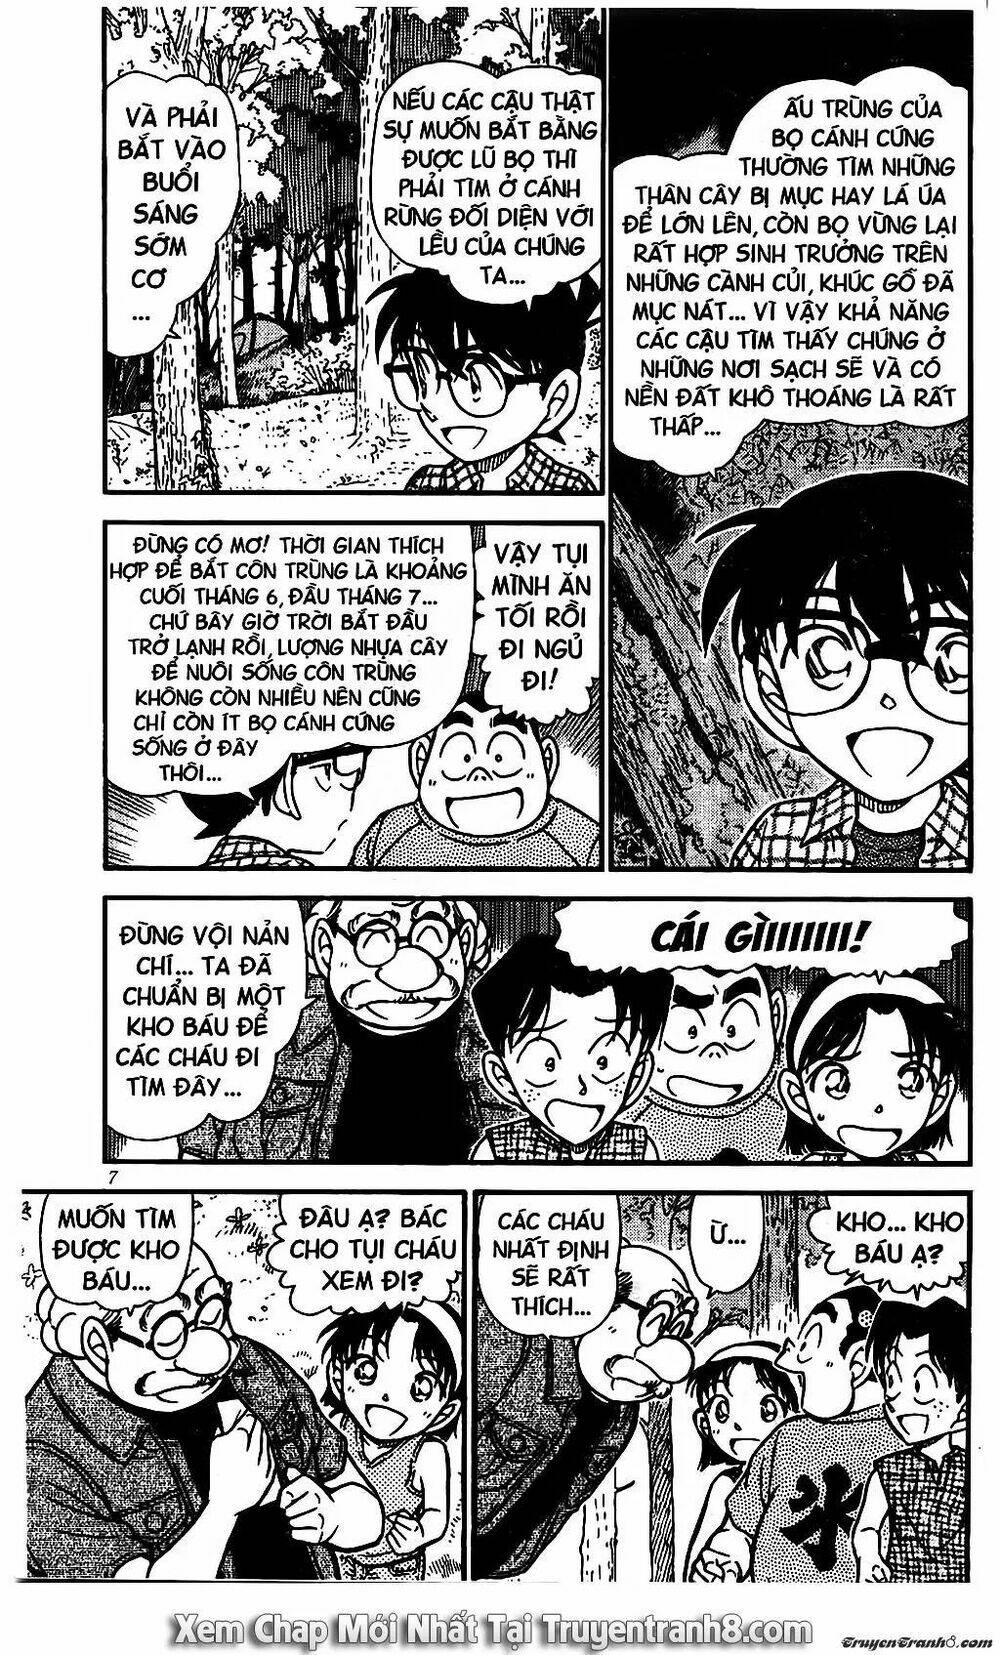 ẤU TRÙNG CỦA
BỌ CÁNH CỨNG
THƯỜNG TÌM NHỮNG
THÂN CÂY BỊ MỤC HAY LÁ ÚA
ĐỂ LỚN LÊN, CÒN BỌ VỪNG LẠI
RẤT HỢP SINH TRƯỞNG TRÊN
NHỮNG CÀNH CỦI, KHÚC GỖ ĐÃ
MỤC NÁT... VÌ VẬY KHẢ NĂNG
CÁC CẬU TÌM THẤY CHÚNG Ở
NHỮNG NƠI SẠCH SẼ VÀ CÓ
NỀN ĐẤT KHÔ THOÁNG LÀ RẤT
THẤP...
NẾU CÁC CẬU THẬT
SỰ MUỐN BẮT BẰNG
ĐƯỢC LŨ BỌ THÌ
PHẢI TÌM Ở CÁNH
RỪNG ĐỐI DIỆN VỚI
LỀU CỦA CHÚNG
TA...
VÀ PHẢI
BẮT VÀO
BUỔI
SÁNG
SỚM
CƠ
...
VẬY TỤI
MÌNH ĂN
TỐI RỒI
ĐI NGỦ
ĐI!
ĐỪNG CÓ MƠ! THỜI GIAN THÍCH
HỢP ĐỂ BẮT CÔN TRÙNG LÀ KHOẢNG
CUỐI THÁNG 6, ĐẦU THÁNG 7...
CHỨ BÂY GIỜ TRỜI BẮT ĐẦU
TRỞ LẠNH RỒI, LƯỢNG NHỰA CÂY
ĐỂ NUÔI SỐNG CÔN TRÙNG
KHÔNG CÒN NHIỀU NÊN CŨNG
CHỈ CÒN ÍT BỌ CÁNH CỨNG
SỐNG Ở ĐÂY
THÔI...
CÁI GÌIIIIIIII!
ĐỪNG VỘI NẢN
CHÍ... TA ĐÃ
CHUẨN BỊ MỘT
KHO BÁU ĐỂ
CÁC CHÁU ĐI
TÌM ĐÂY...
7
KHO... KHO
BÁU Ạ?
Ừ...
CÁC CHÁU
NHẤT ĐỊNH
SẼ RẤT
THÍCH...
氷
ĐÂU Ạ? BÁC
CHO TỤI CHÁU
XEM ĐI?
MUỐN TÌM
ĐƯỢC KHO
BÁU...
Xem Chap Mới Nhất Tại Truyentranh8.com
TruyenTranh8.com